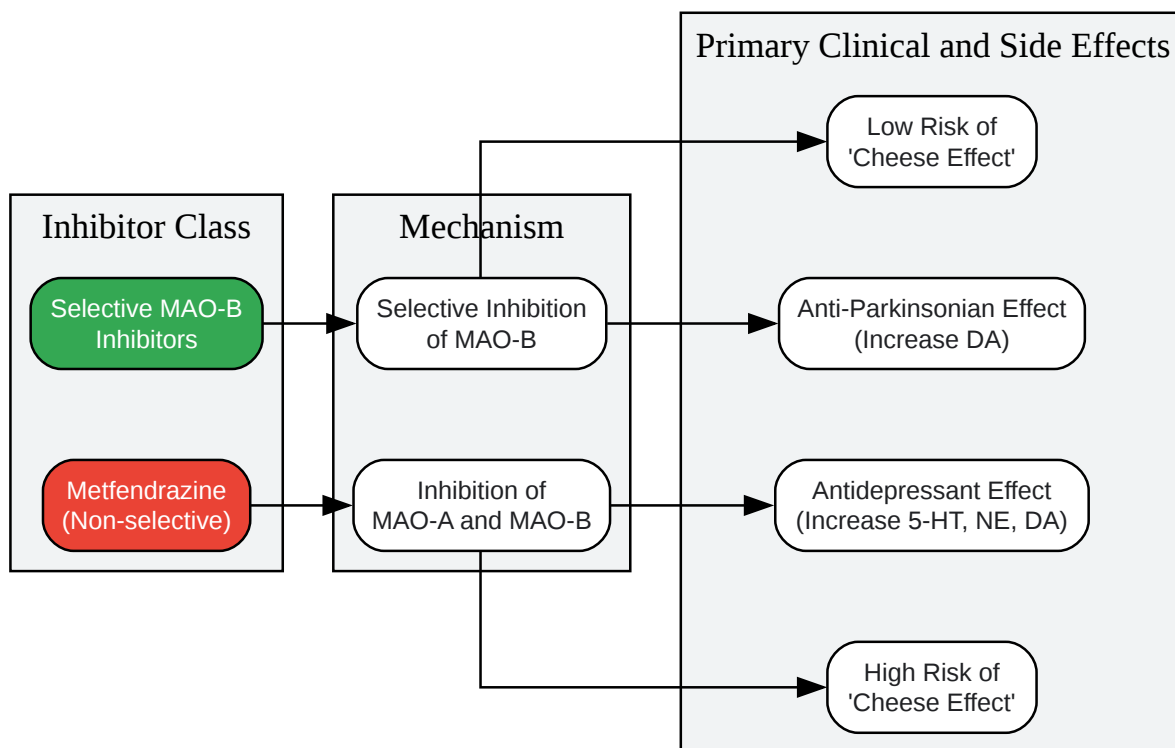 Primary Clinical and Side Effects
Low Risk of
'Cheese Effect'
Inhibitor Class
Mechanism
Selective MAO-B
Inhibitors
Selective Inhibition
of MAO-B
Anti-Parkinsonian Effect
(Increase DA)
Metfendrazine
(Non-selective)
Inhibition of
MAO-A and MAO-B
Antidepressant Effect
(Increase 5-HT, NE, DA)
High Risk of
'Cheese Effect'